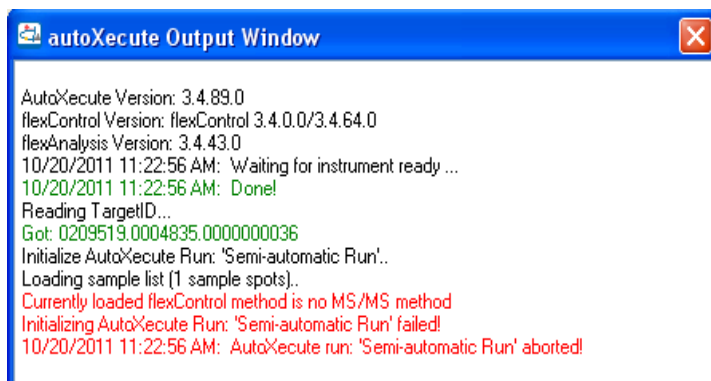 autoXecute Output Window
AutoXecute Version: 3.4.89.0
flexControl Version: flexControl 3.4.0.0/3.4.64.0
flexAnalysis Version: 3.4.43.0
10/20/2011 11:22:56 AM: Waiting for instrument ready ...
10/20/2011 11:22:56 AM: Done!
Reading TargetID...
Got: 0209519.0004835.0000000036
Initialize AutoXecute Run: 'Semi-automatic Run'..
Loading sample list (1 sample spots)..
Currently loaded flexControl method is no MS/MS method
Initializing AutoXecute Run: 'Semi-automatic Run' failed!
10/20/2011 11:22:56 AM: AutoXecute run: 'Semi-automatic Run' aborted!